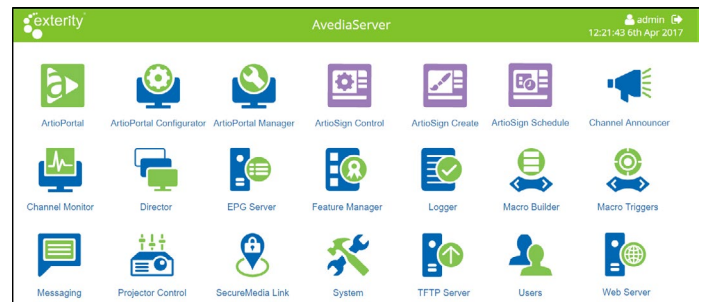 exterity
AvediaServer
admin
12:21:43 6th Apr 2017
a
ArtioPortal
ArtioPortal Configurator
ArtioPortal Manager
ArtioSign Control
ArtioSign Create
ArtioSign Schedule
Channel Announcer
Channel Monitor
Director
EPG Server
Feature Manager
Logger
Macro Builder
Macro Triggers
Messaging
Projector Control
SecureMedia Link
System
TFTP Server
Users
Web Server